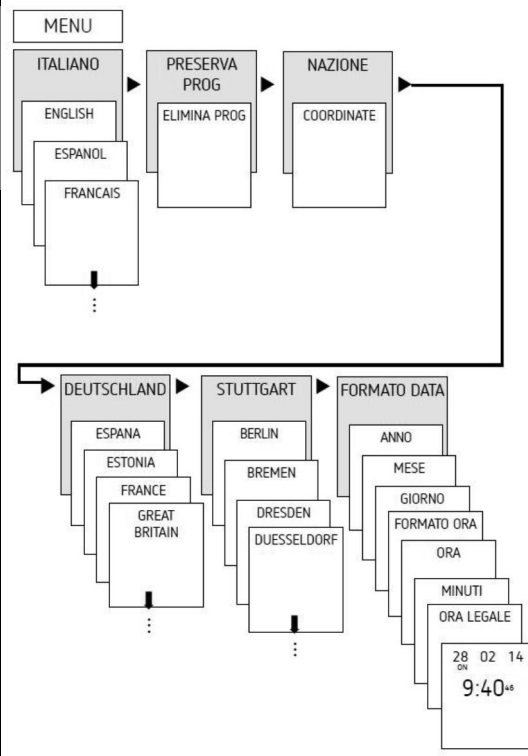 MENU
ITALIANO
ENGLISH
ESPANOL
FRANCAIS
PRESERVA
PROG
ELIMINA PROG
NAZIONE
COORDINATE
DEUTSCHLAND
ESPANA
ESTONIA
FRANCE
GREAT
BRITAIN
STUTTGART
BERLIN
BREMEN
DRESDEN
DUESSELDORF
FORMATO DATA
ANNO
MESE
GIORNO
FORMATO ORA
ORA
MINUTI
ORA LEGALE
28 02 14
ON
9:40 46